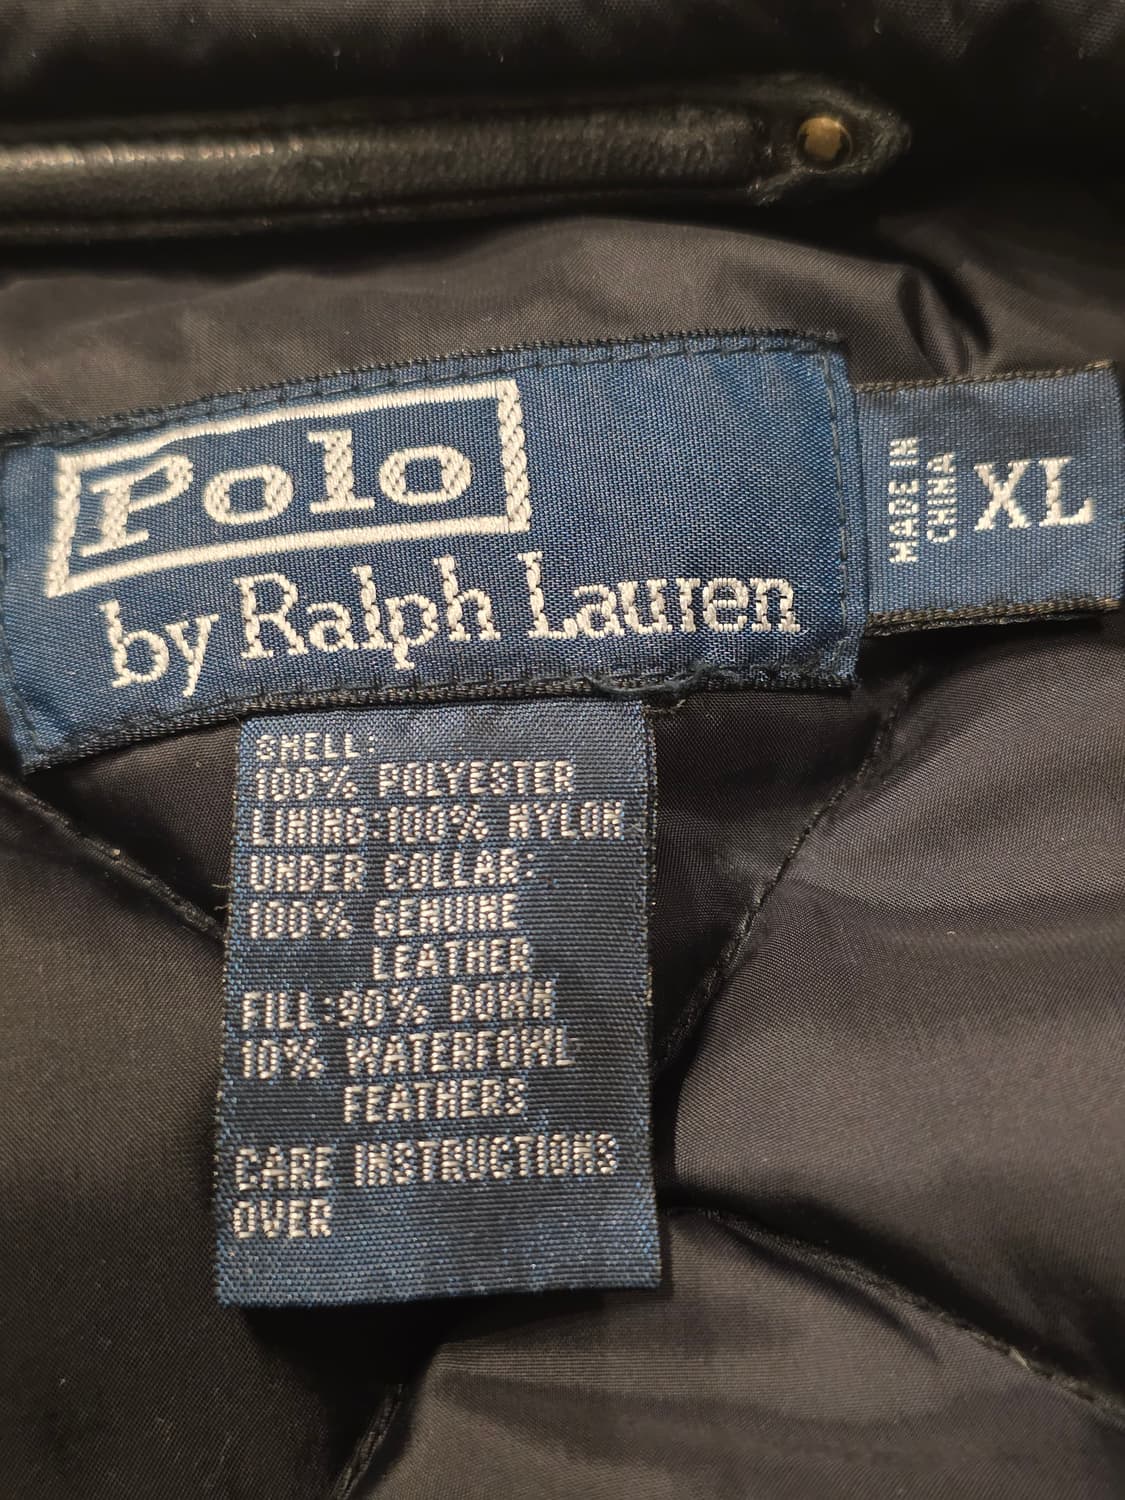 Polo
by Ralph Lauren
MADE IN
CHINA
XL
SHELL:
100% POLYESTER
LINING:100% NYLON
UNDER COLLAR:
100% GENUINE
LEATHER
FILL:90% DOWN
10% WATERFOWL
FEATHERS
CARE INSTRUCTIONS
OVER